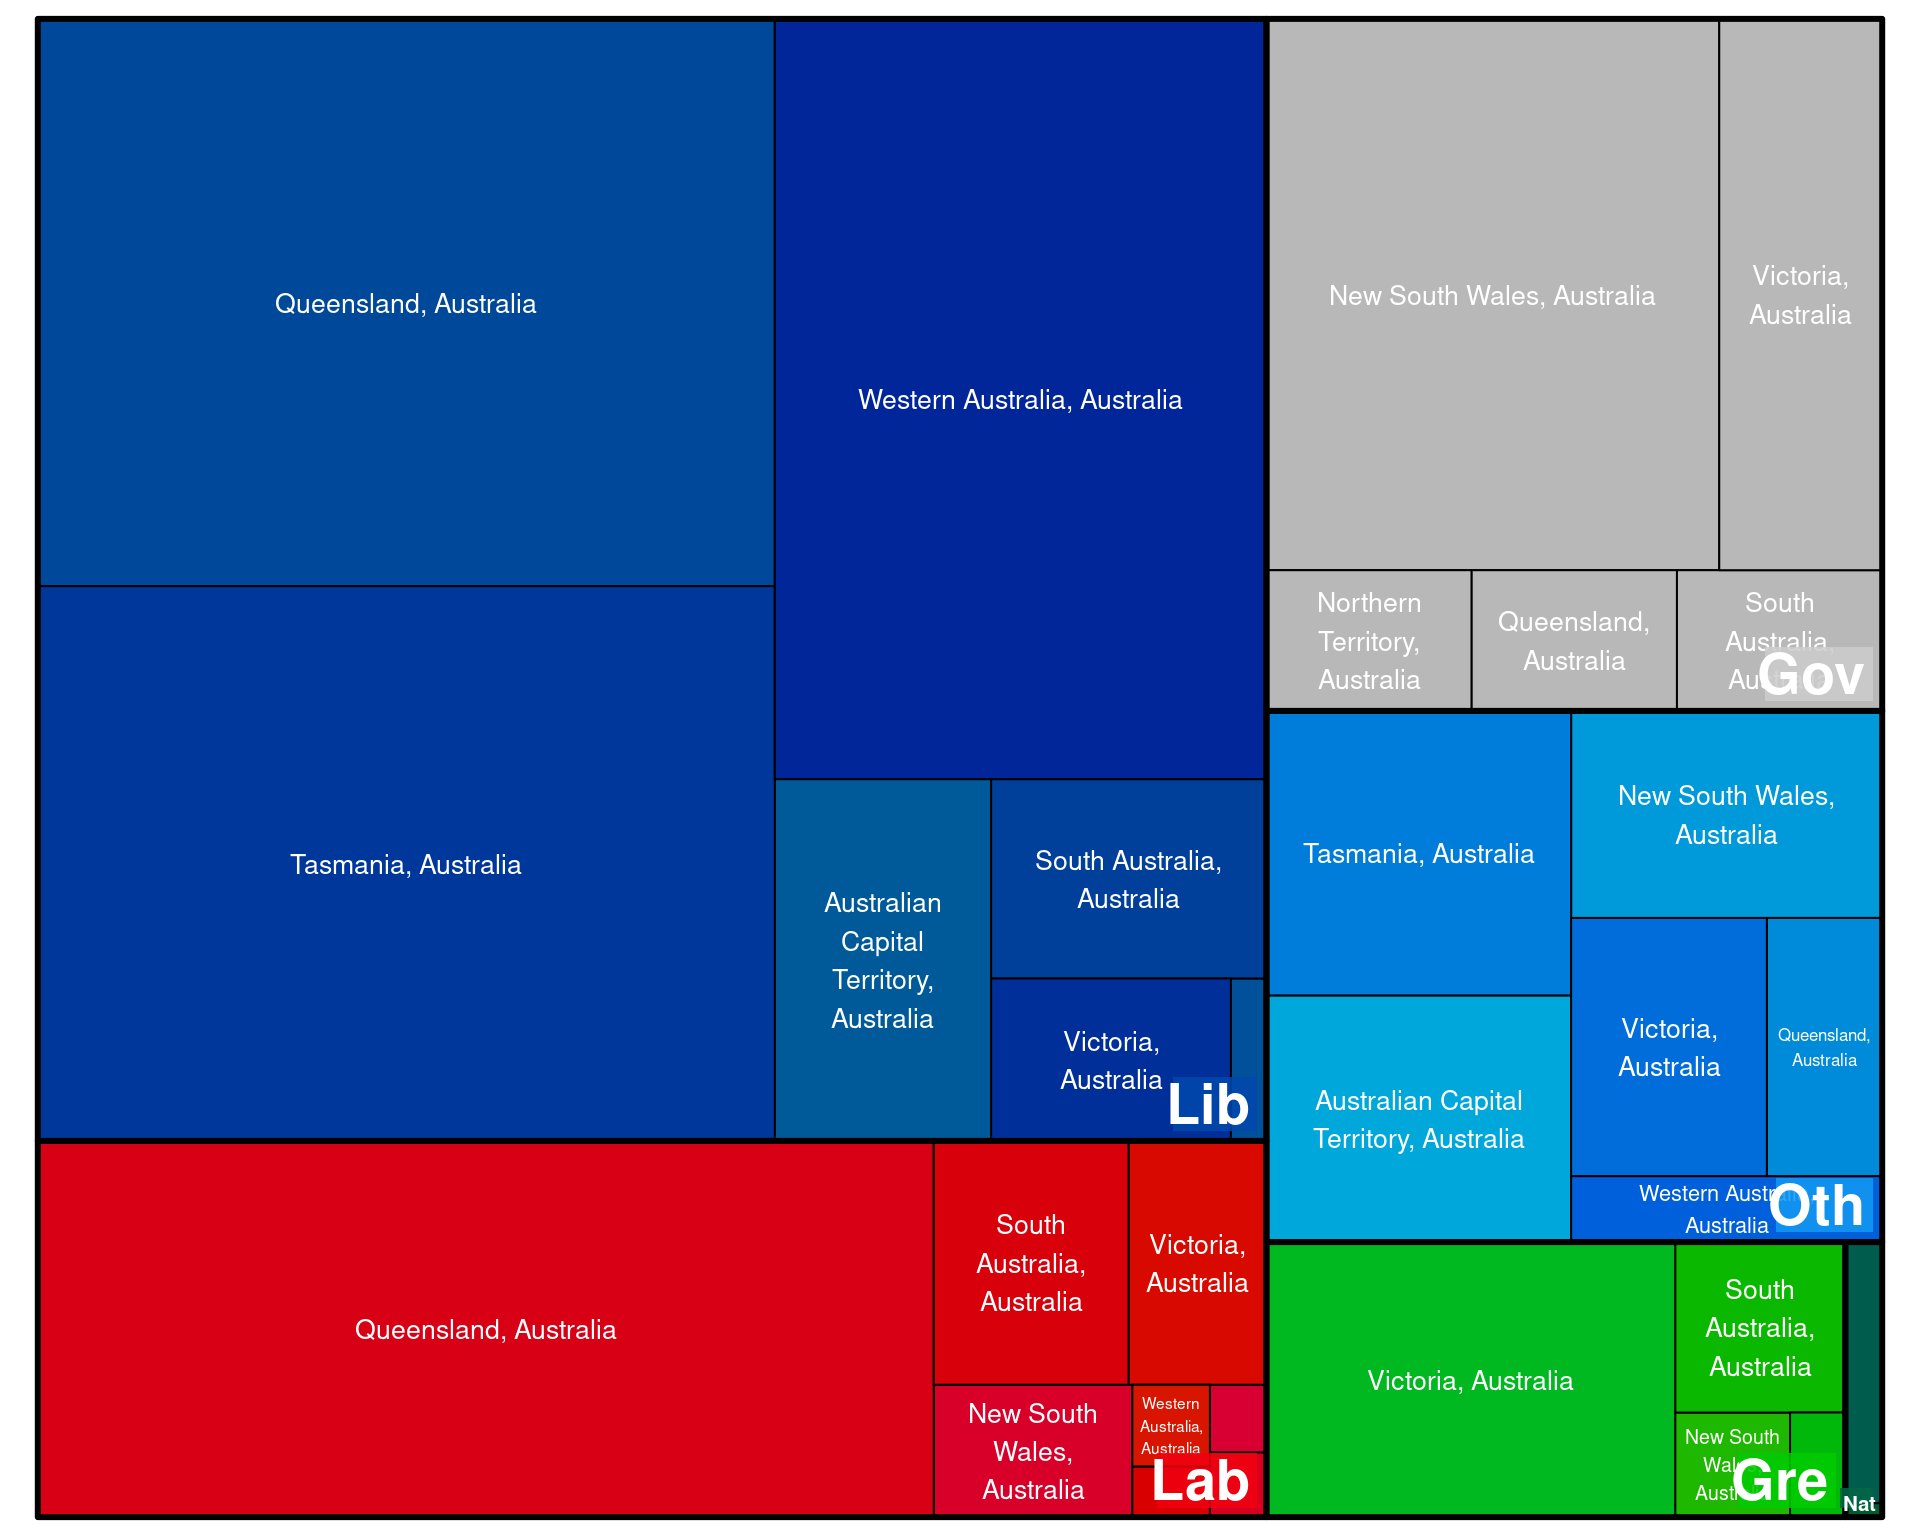 Queensland, Australia
Western Australia, Australia
Tasmania, Australia
Australian
Capital
Territory,
Australia
South Australia,
Australia
Victoria,
Australia
Lib
Queensland, Australia
South
Australia,
Australia
Victoria,
Australia
New South
Wales,
Australia
Western
Australia,
Australia
Lab
New South Wales, Australia
Victoria,
Australia
Northern
Territory,
Australia
Queensland,
Australia
South
Australia,
Gov
Tasmania, Australia
New South Wales,
Australia
Australian Capital
Territory, Australia
Victoria,
Australia
Queensland,
Australia
Western
Australia
Oth
Victoria, Australia
South
Australia,
Australia
New South
Gre
Nat